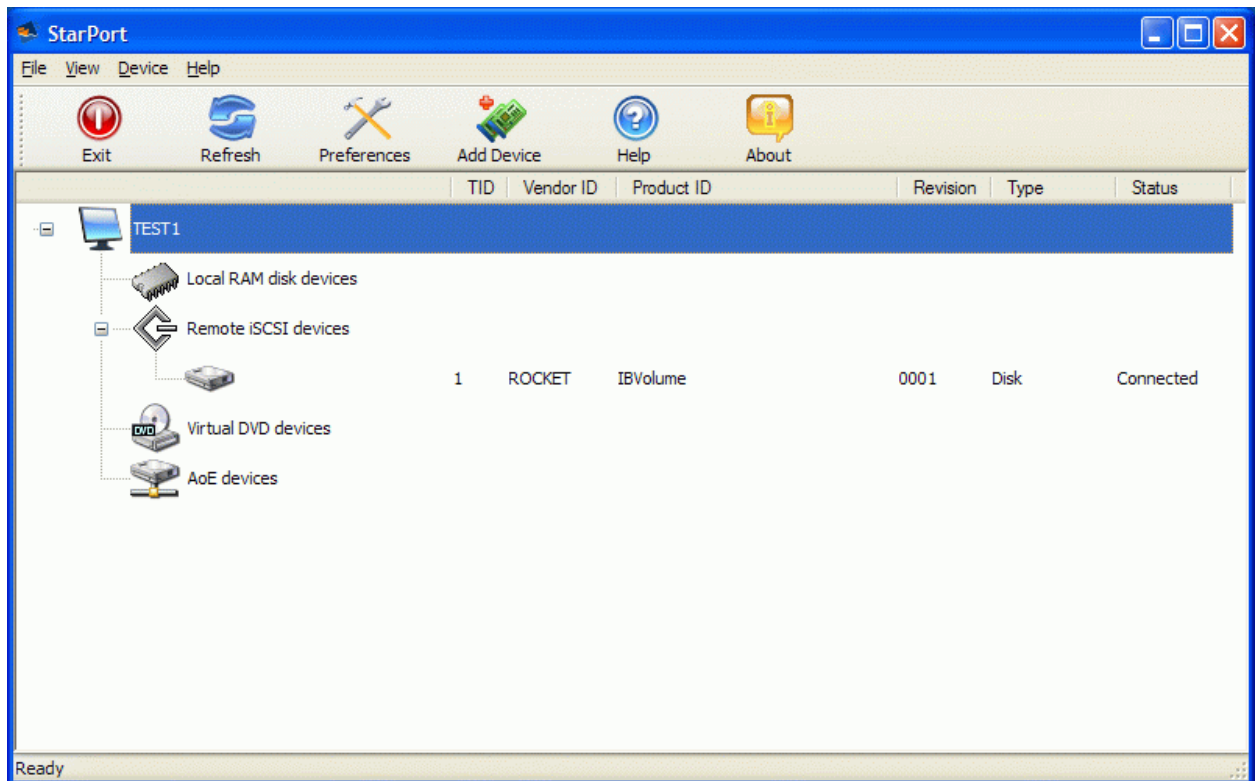 StarPort
File View Device Help
Exit Refresh Preferences Add Device Help About
TID Vendor ID Product ID Revision Type Status
TEST1
Local RAM disk devices
Remote iSCSI devices
1 ROCKET IBVolume 0001 Disk Connected
DVD Virtual DVD devices
AoE devices
Ready